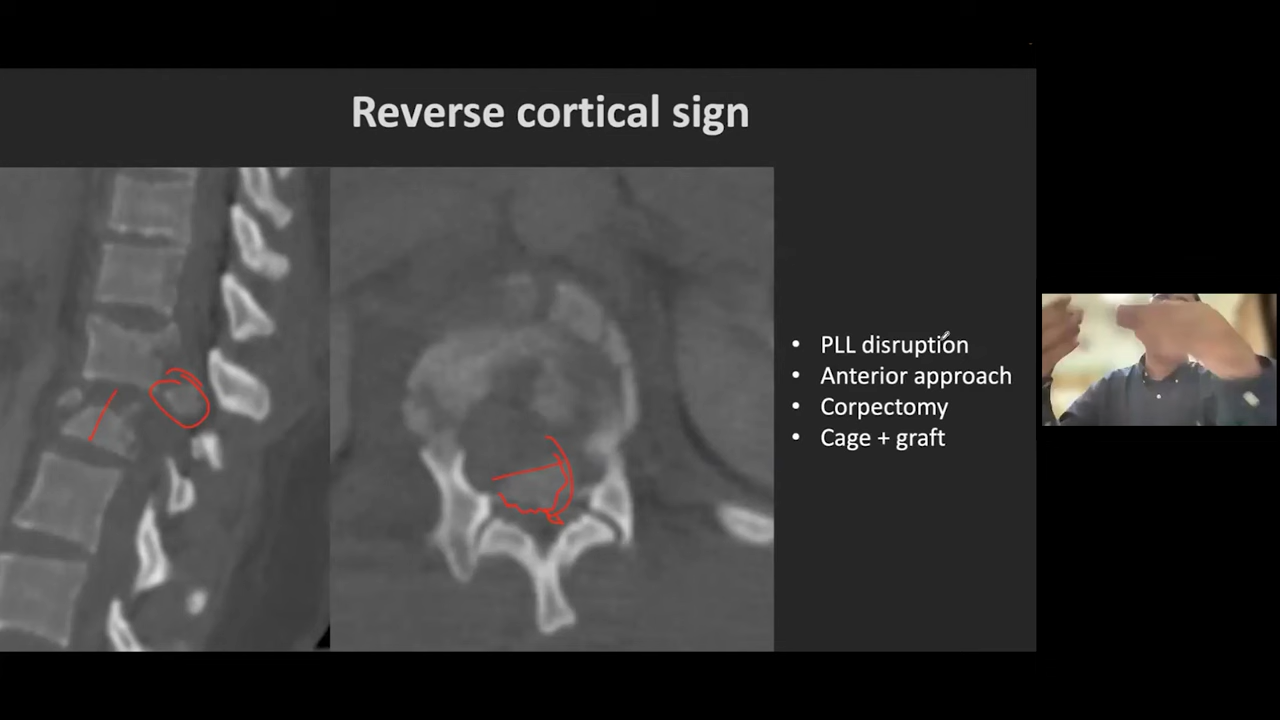 Reverse cortical sign
• PLL disruption
• Anterior approach
• Corpectomy
• Cage + graft